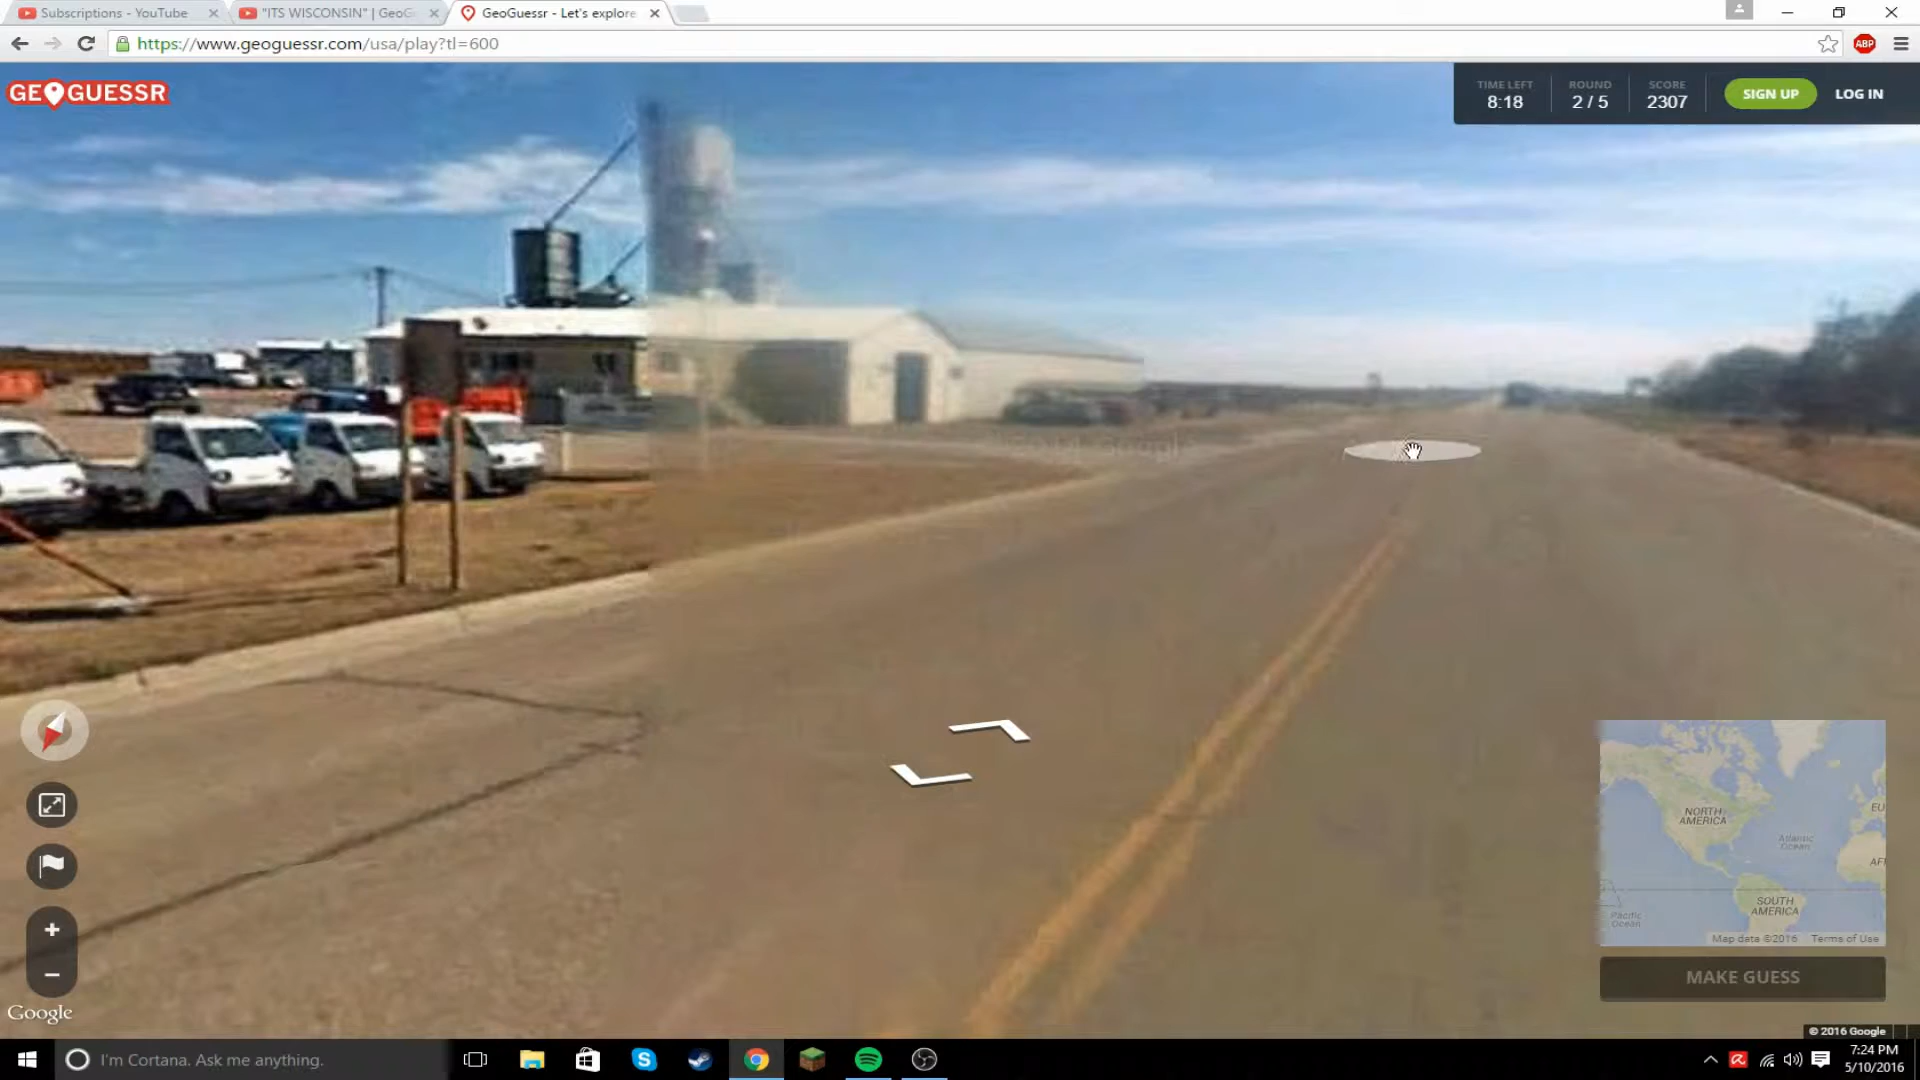 Subscriptions - YouTube
"ITS WISCONSIN" | GeoG
GeoGuessr - Let's explore
https://www.geoguessr.com/usa/play?tl=600
ABP
GEOGUESSR
TIME LEFT
8:18
ROUND
2 / 5
SCORE
2307
SIGN UP
LOG IN
NORTH
AMERICA
EU
Atlantic
Ocean
AF
SOUTH
AMERICA
Pacific
Ocean
Map data ©2016
Terms of Use
MAKE GUESS
Google
© 2016 Google
I'm Cortana. Ask me anything.
7:24 PM
5/10/2016